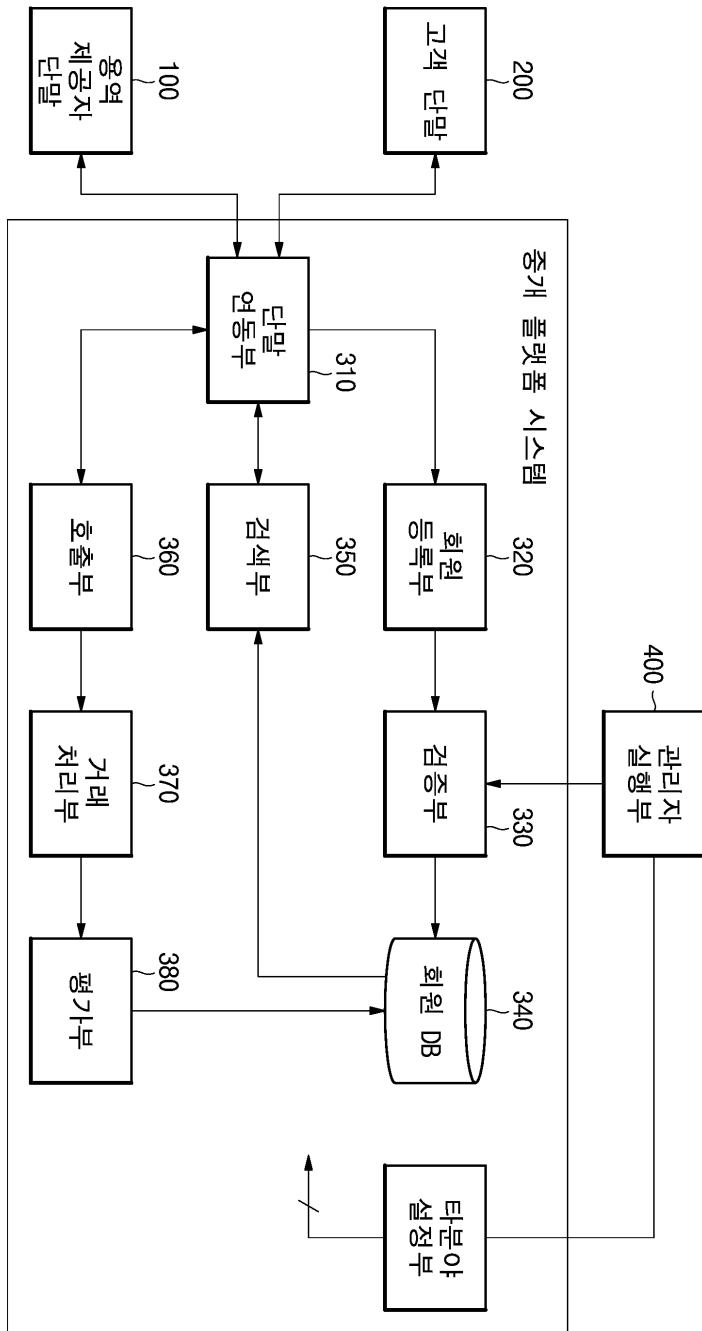 고객 단말
200
용역
제공자
단말
100
중개 플랫폼 시스템
단말
연동부
310
회원
등록부
320
검색부
350
호출부
360
관리자
실행부
400
검증부
330
거래
처리부
370
회원 DB
340
평가부
380
타분야
설정부